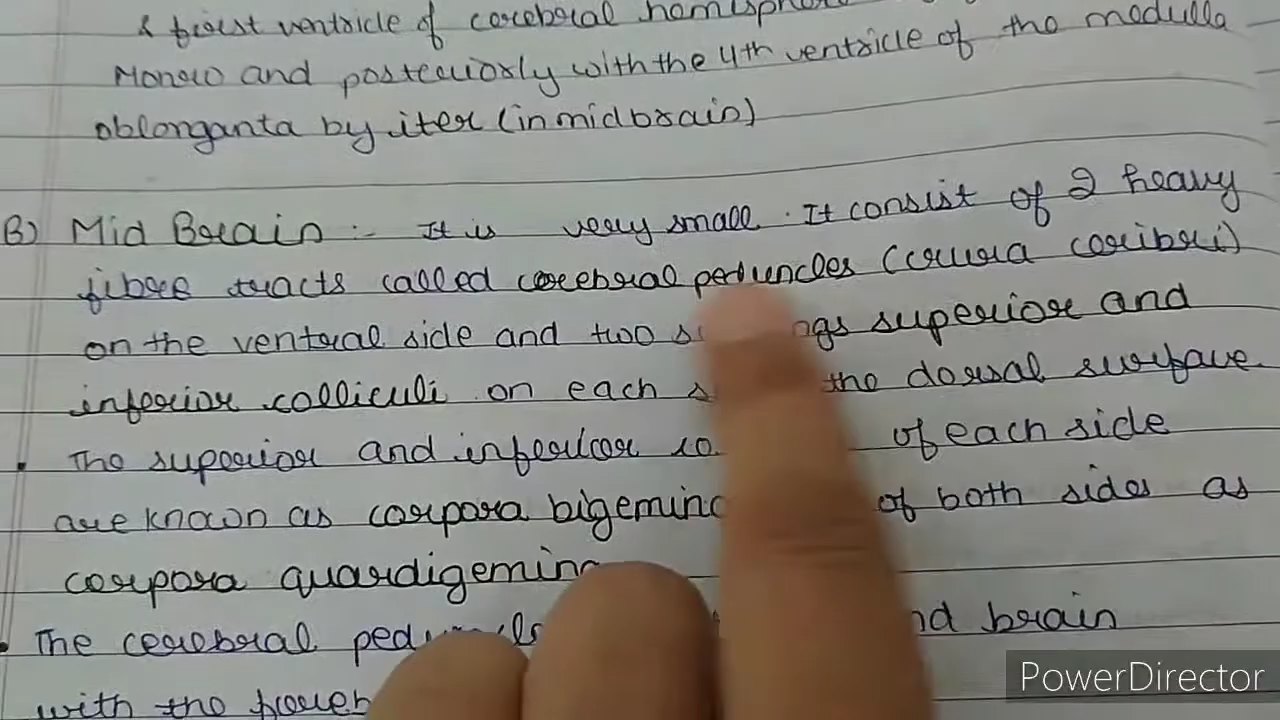 & first ventricle of cerebral hemisphere
Monro and posteriorly with the 4th ventricle of the medulla
oblonganta by iter (in midbrain)
B) Mid Brain :- It is very small. It consist of 2 heavy
fibre tracts called cerebral peduncles (crura ceribri)
on the ventral side and two superior and
inferior colliculi on each the dorsal surface
The superior and inferior of each side
are known as corpora of both sides as
corpora quardigemina
The cerebral brain
with the
PowerDirector